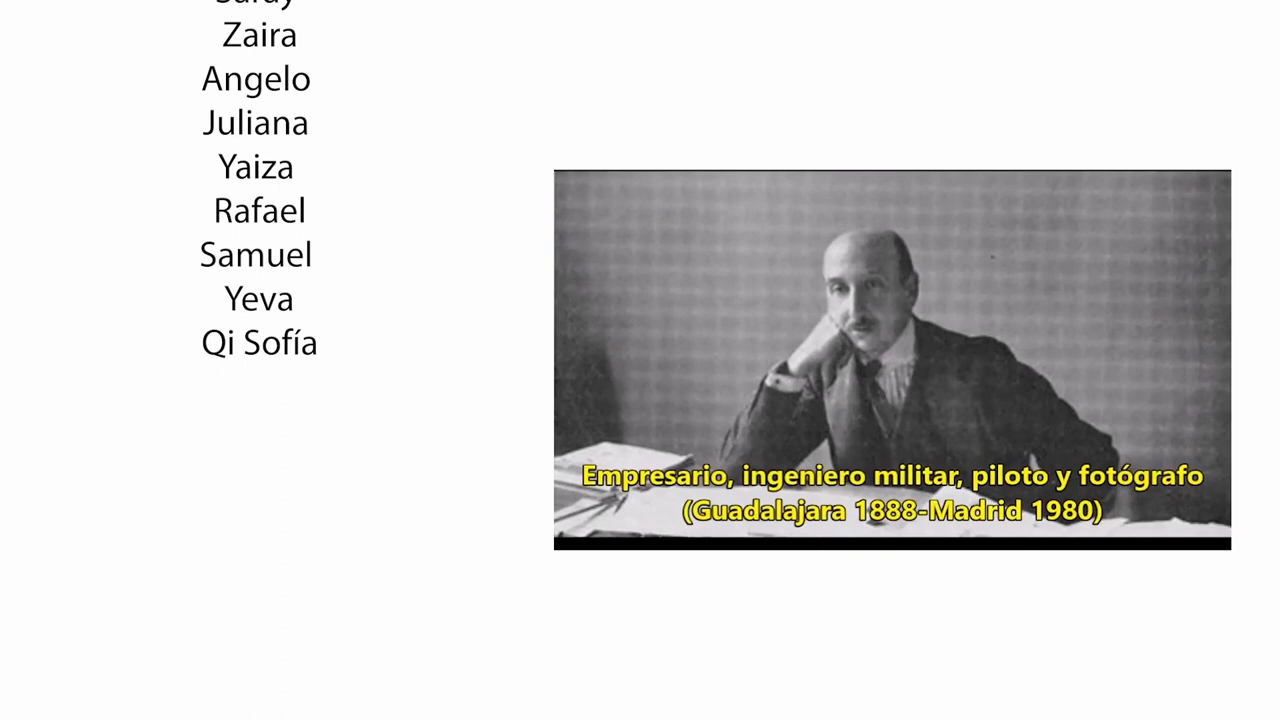 Zaira
Angelo
Juliana
Yaiza
Rafael
Samuel
Yeva
Qi Sofía
Empresario, ingeniero militar, piloto y fotógrafo
(Guadalajara 1888-Madrid 1980)